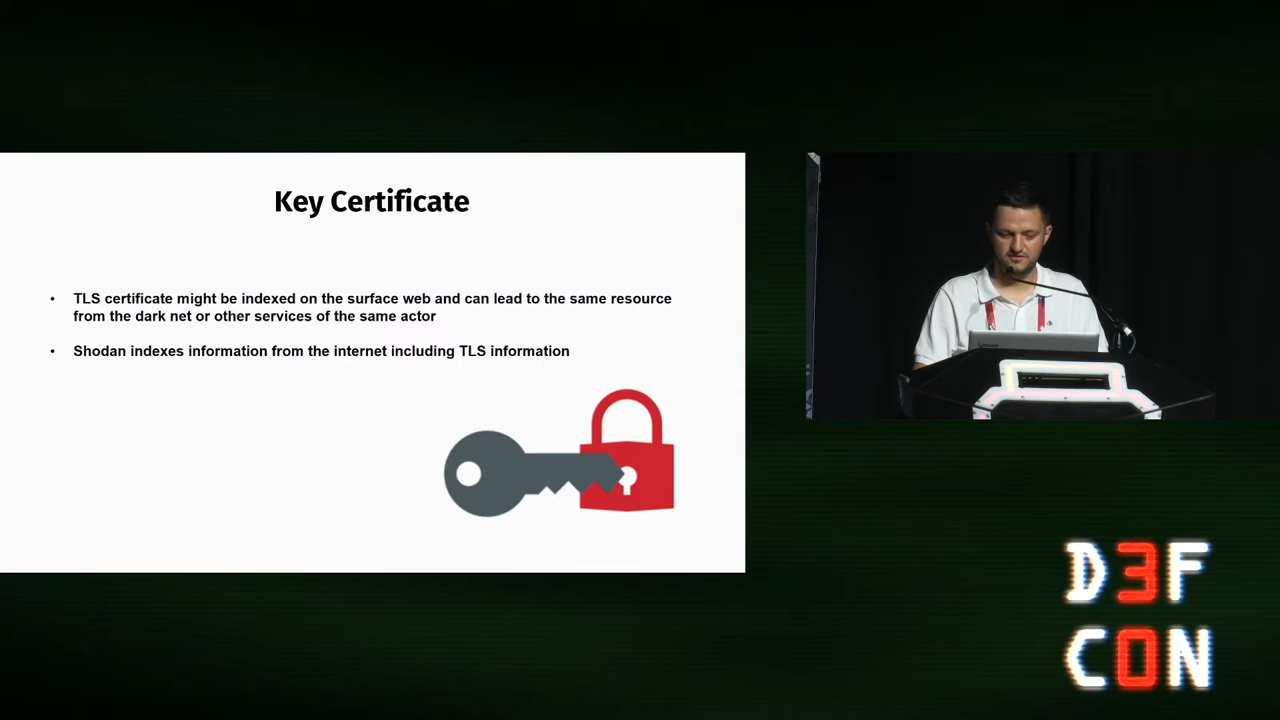 Key Certificate
• TLS certificate might be indexed on the surface web and can lead to the same resource
from the dark net or other services of the same actor
• Shodan indexes information from the internet including TLS information
D3F
C0N